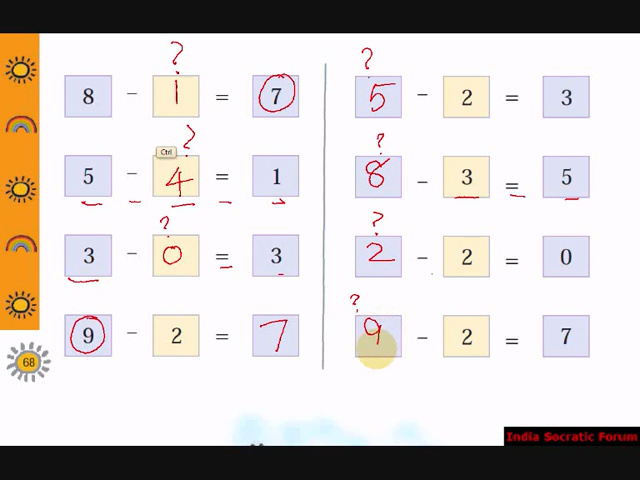 ?
8 - 1 = 7
Ctrl
?
5 - 4 = 1
?
3 - 0 = 3
9 - 2 = 7
68
?
5 - 2 = 3
?
8 - 3 = 5
?
2 - 2 = 0
?
9 - 2 = 7
India Socratic Forum